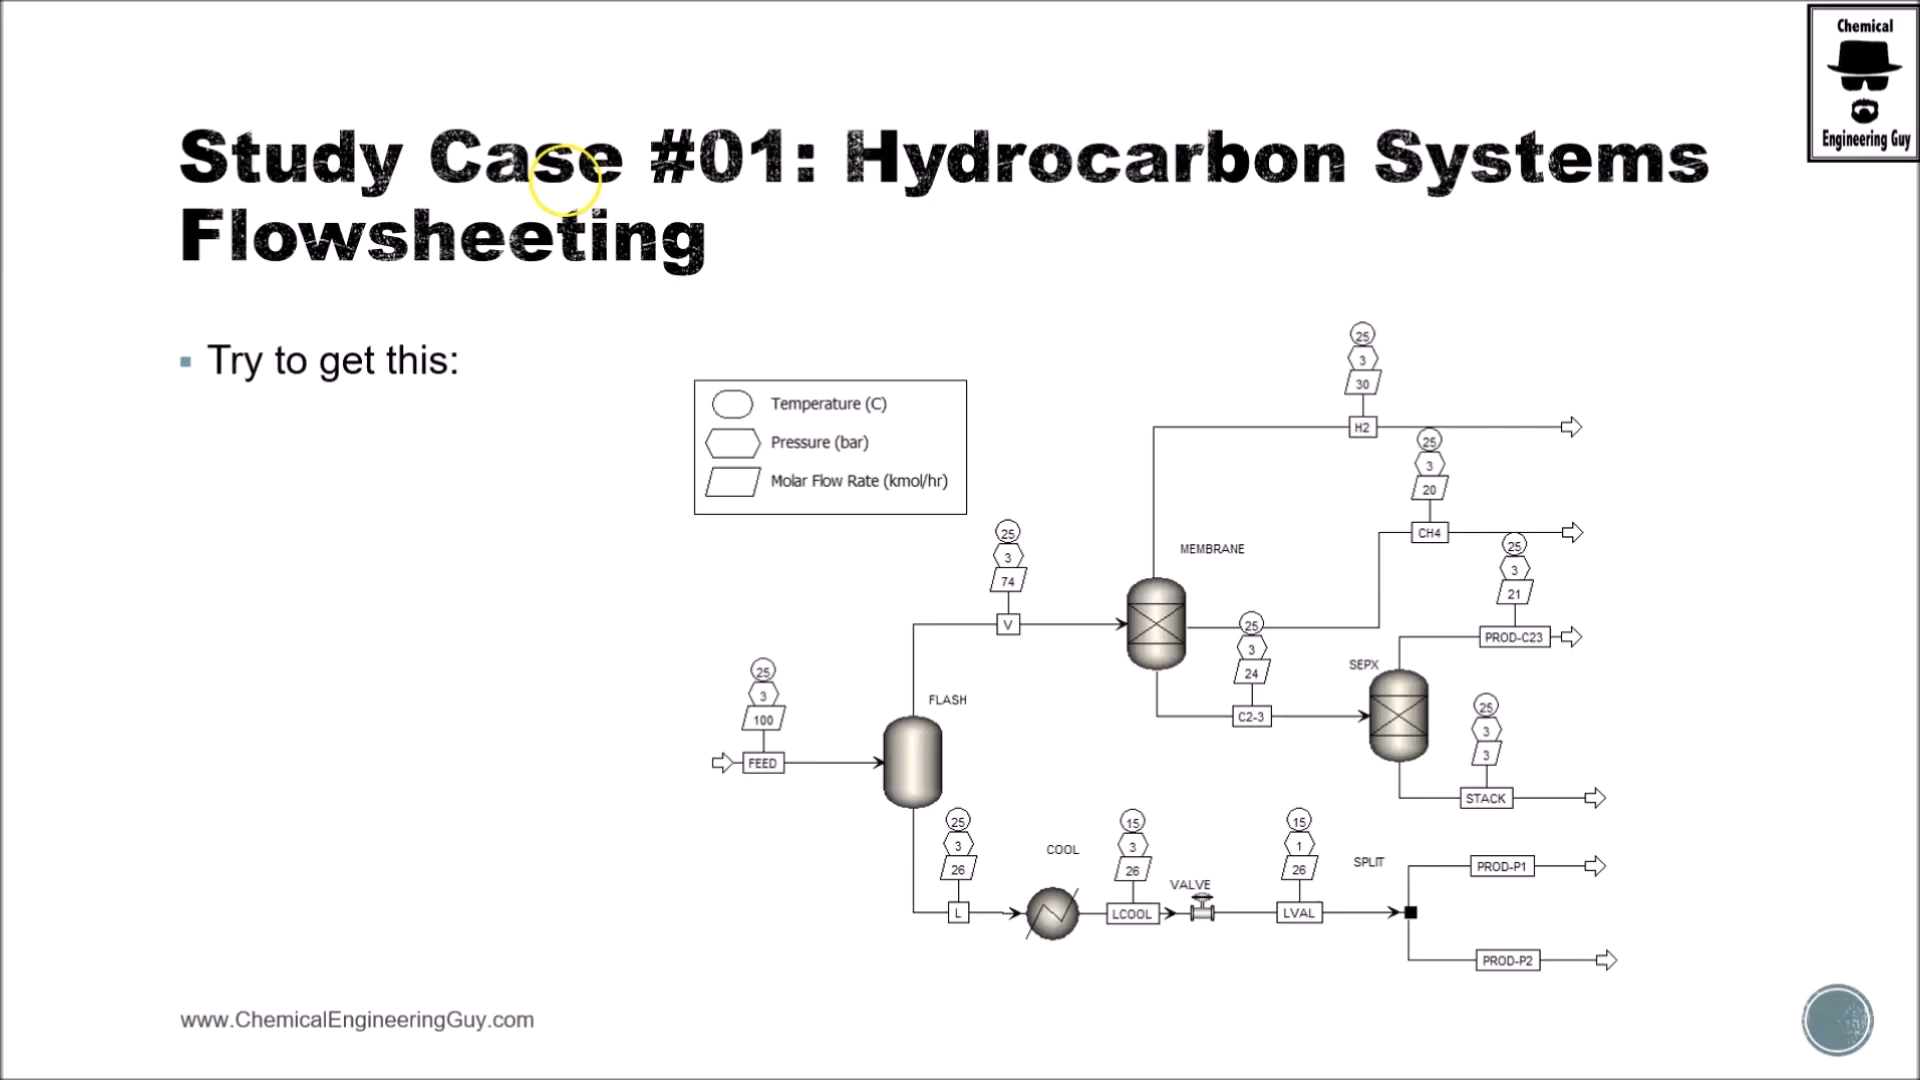 Chemical
Engineering Guy
Study Case #01: Hydrocarbon Systems
Flowsheeting
Try to get this:
Temperature (C)
Pressure (bar)
Molar Flow Rate (kmol/hr)
25
3
30
H2
25
3
20
CH4
25
3
21
PROD-C23
25
3
74
V
MEMBRANE
25
3
24
C2-3
SEPX
25
3
3
STACK
25
3
100
FEED
FLASH
25
3
26
L
COOL
15
3
26
LCOOL
VALVE
15
1
26
LVAL
SPLIT
PROD-P1
PROD-P2
www.ChemicalEngineeringGuy.com